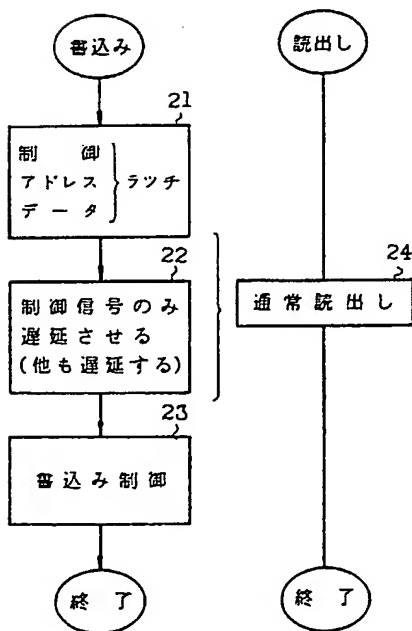 書込み
21
制御
アドレス
データ
ラッチ
22
制御信号のみ
遅延させる
(他も遅延する)
23
書込み制御
終了
読出し
24
通常読出し
終了